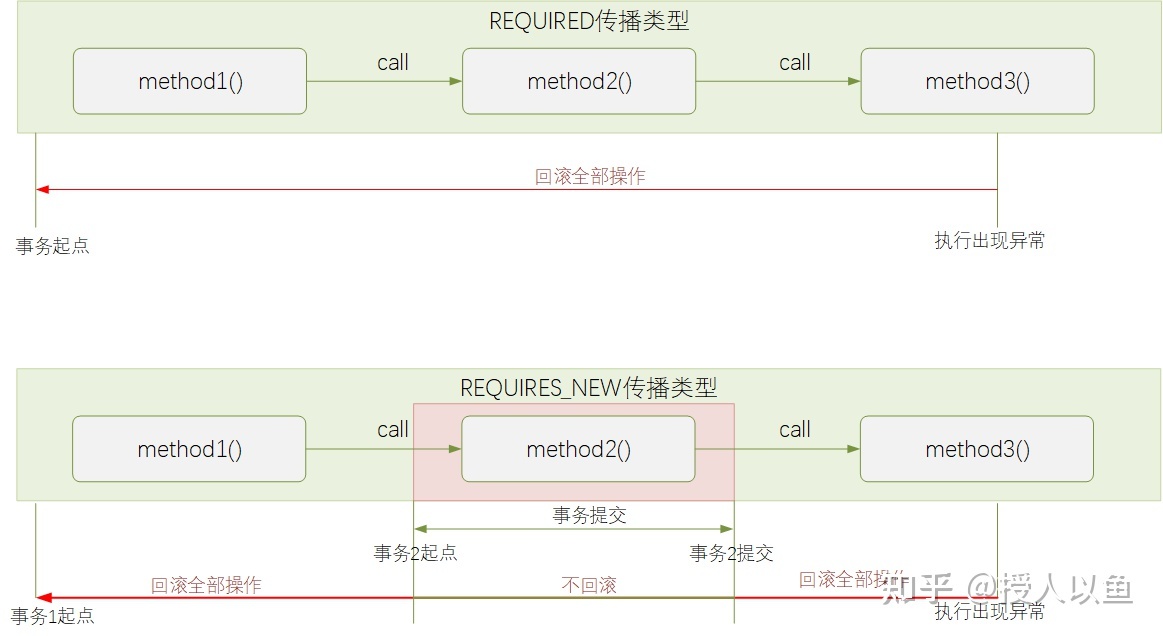 REQUIRED传播类型
method1()
call
method2()
call
method3()
回滚全部操作
事务起点
执行出现异常
REQUIRES_NEW传播类型
method1()
call
method2()
call
method3()
事务提交
事务2起点
事务2提交
回滚全部操作
不回滚
回滚全部操作
知乎 @授人以鱼
事务1起点
执行出现异常